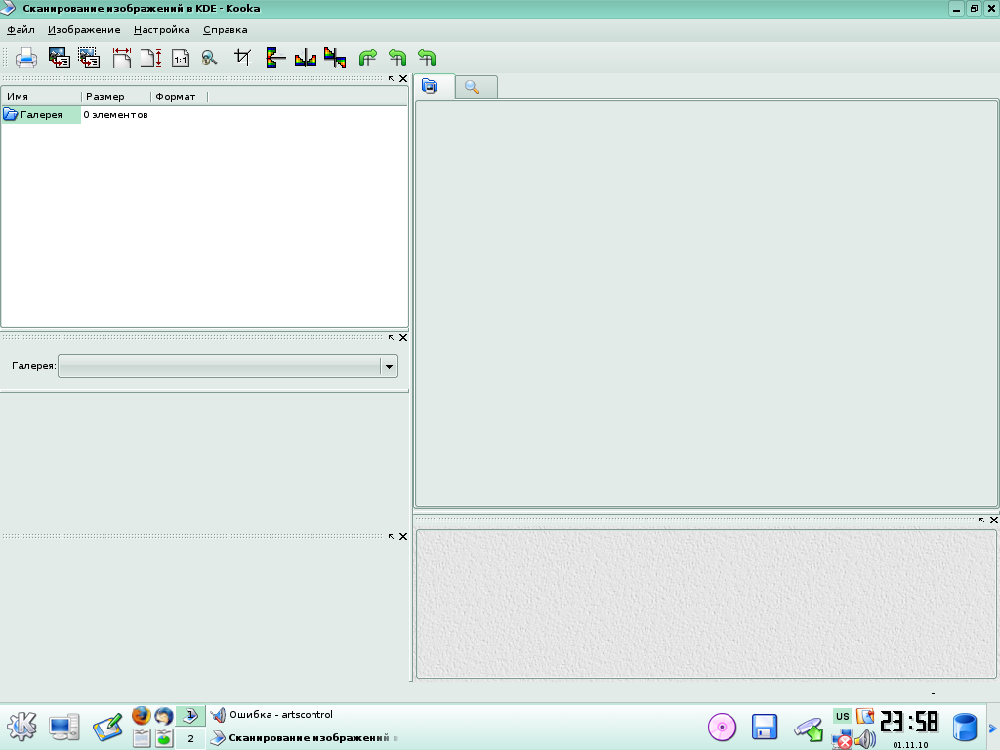 Сканирование изображений в KDE - Kooka
Файл Изображение Настройка Справка
1:1
Имя Размер Формат
Галерея 0 элементов
Галерея:
Ошибка - artscontrol
2 Сканирование изображений
US
23:58
01.11.10